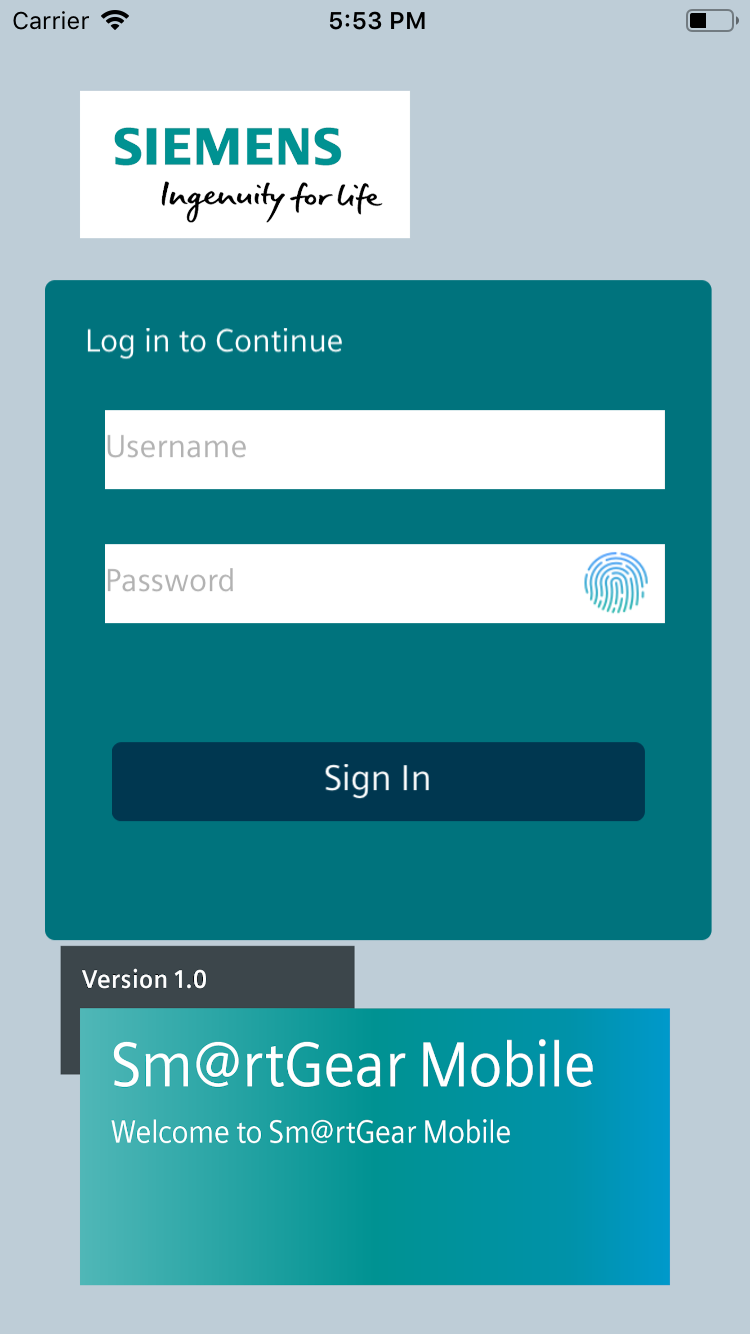 Carrier 5:53 PM
SIEMENS
Ingenuity for life
Log in to Continue
Username
Password
Sign In
Version 1.0
Sm@rtGear Mobile
Welcome to Sm@rtGear Mobile